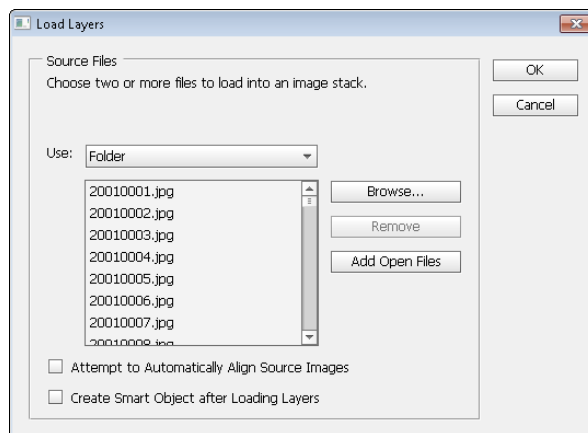 Load Layers
Source Files
Choose two or more files to load into an image stack.
OK
Cancel
Use: Folder
20010001.jpg
20010002.jpg
20010003.jpg
20010004.jpg
20010005.jpg
20010006.jpg
20010007.jpg
20010008.jpg
Browse...
Remove
Add Open Files
Attempt to Automatically Align Source Images
Create Smart Object after Loading Layers